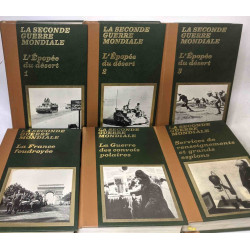 LA SECONDE
GUERRE
MONDIALE
L'Épopée
du désert
1
LA SECONDE
GUERRE
MONDIALE
L'Épopée
du désert
2
LA SECONDE
GUERRE
MONDIALE
L'Épopée
du désert
3
LA SECONDE
GUERRE
MONDIALE
La France
foudroyée
LA SECONDE
GUERRE
MONDIALE
La Guerre
des convois
polaires
LA SECONDE
GUERRE
MONDIALE
Services de
renseignements
et grands
espions